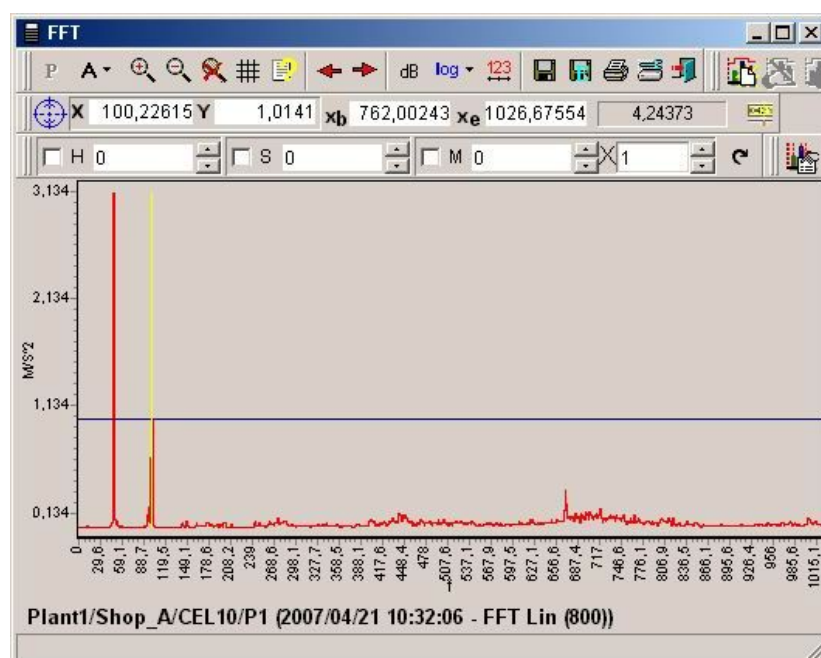 FFT
P A dB log 123
X 100,22615 Y 1,0141 xb 762,00243 xe 1026,67554 4,24373
H 0 S 0 M 0 X 1
3,134
2,134
M/S^2
1,134
0,134
0 29,6 59,1 88,7 119,5 149,1 178,6 208,2 239 268,6 298,1 327,7 358,5 388,1 417,6 448,4 478 507,6 537,1 567,9 597,5 627,1 656,6 687,4 717 746,6 776,1 806,9 836,5 866,1 895,6 926,4 956 985,6 1015,1
Plant1/Shop_A/CEL10/P1 (2007/04/21 10:32:06 - FFT Lin (800))